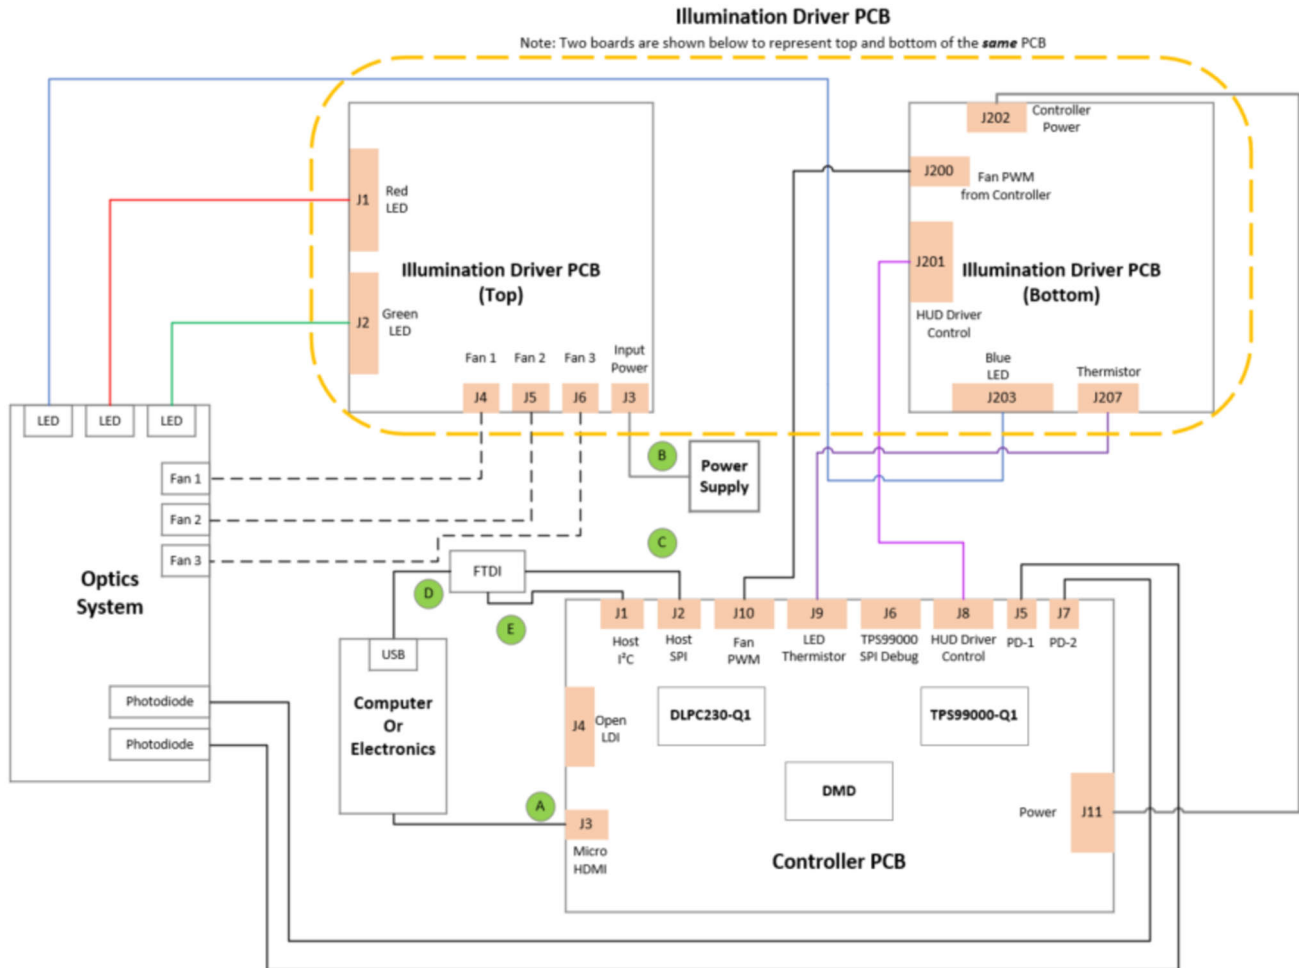 Illumination Driver PCB
Note: Two boards are shown below to represent top and bottom of the same PCB
J202
Controller
Power
J200
Fan PWM
from Controller
J1
Red
LED
J201
Illumination Driver PCB
(Top)
Illumination Driver PCB
(Bottom)
J2
Green
LED
HUD Driver
Control
Fan 1
Fan 2
Fan 3
Input
Power
Blue
LED
Thermistor
J4
J5
J6
J3
J203
J207
LED
LED
LED
B
Power
Supply
Fan 1
Fan 2
Fan 3
C
Optics
System
FTDI
D
E
J1
J2
J10
J9
J6
J8
J5
J7
Host
I²C
Host
SPI
Fan
PWM
LED
Thermistor
TPS99000
SPI Debug
HUD Driver
Control
PD-1
PD-2
USB
Computer
Or
Electronics
Photodiode
Photodiode
J4
Open
LDI
DLPC230-Q1
TPS99000-Q1
DMD
A
J3
Micro
HDMI
Power
J11
Controller PCB